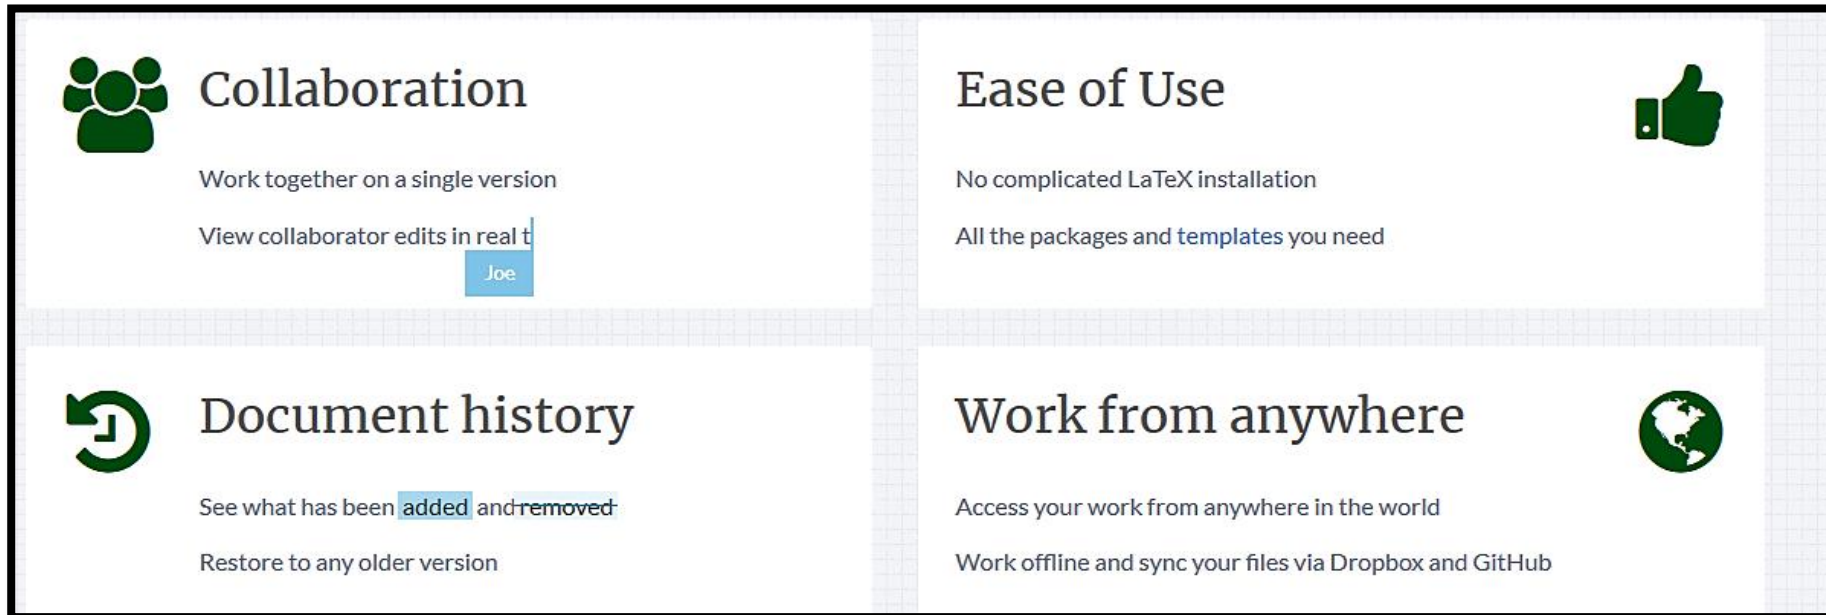 Collaboration
Work together on a single version
View collaborator edits in real t
Joe
Ease of Use
No complicated LaTeX installation
All the packages and templates you need
Document history
See what has been added and removed
Restore to any older version
Work from anywhere
Access your work from anywhere in the world
Work offline and sync your files via Dropbox and GitHub